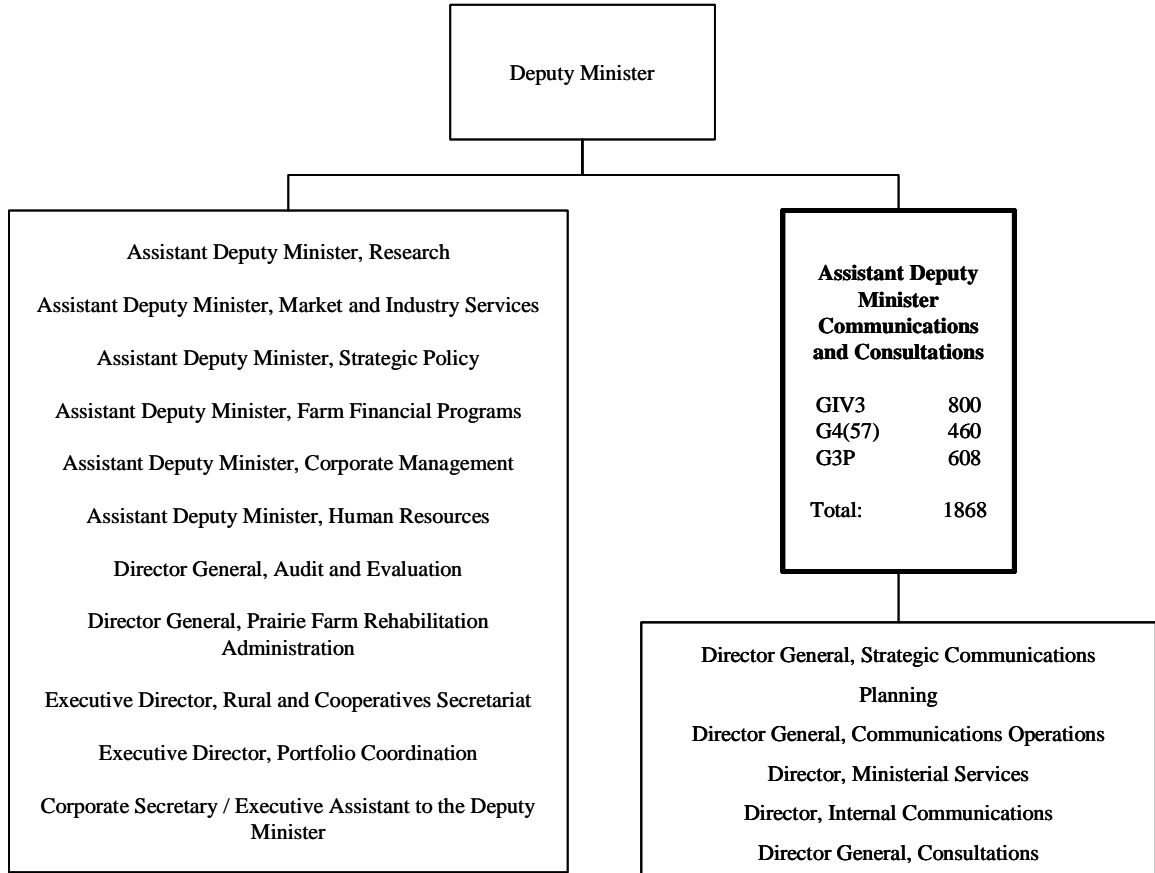 Deputy Minister
Assistant Deputy Minister, Research
Assistant Deputy Minister, Market and Industry Services
Assistant Deputy Minister, Strategic Policy
Assistant Deputy Minister, Farm Financial Programs
Assistant Deputy Minister, Corporate Management
Assistant Deputy Minister, Human Resources
Director General, Audit and Evaluation
Director General, Prairie Farm Rehabilitation
Administration
Executive Director, Rural and Cooperatives Secretariat
Executive Director, Portfolio Coordination
Corporate Secretary / Executive Assistant to the Deputy
Minister
Assistant Deputy
Minister
Communications
and Consultations
GIV3 800
G4(57) 460
G3P 608
Total: 1868
Director General, Strategic Communications
Planning
Director General, Communications Operations
Director, Ministerial Services
Director, Internal Communications
Director General, Consultations